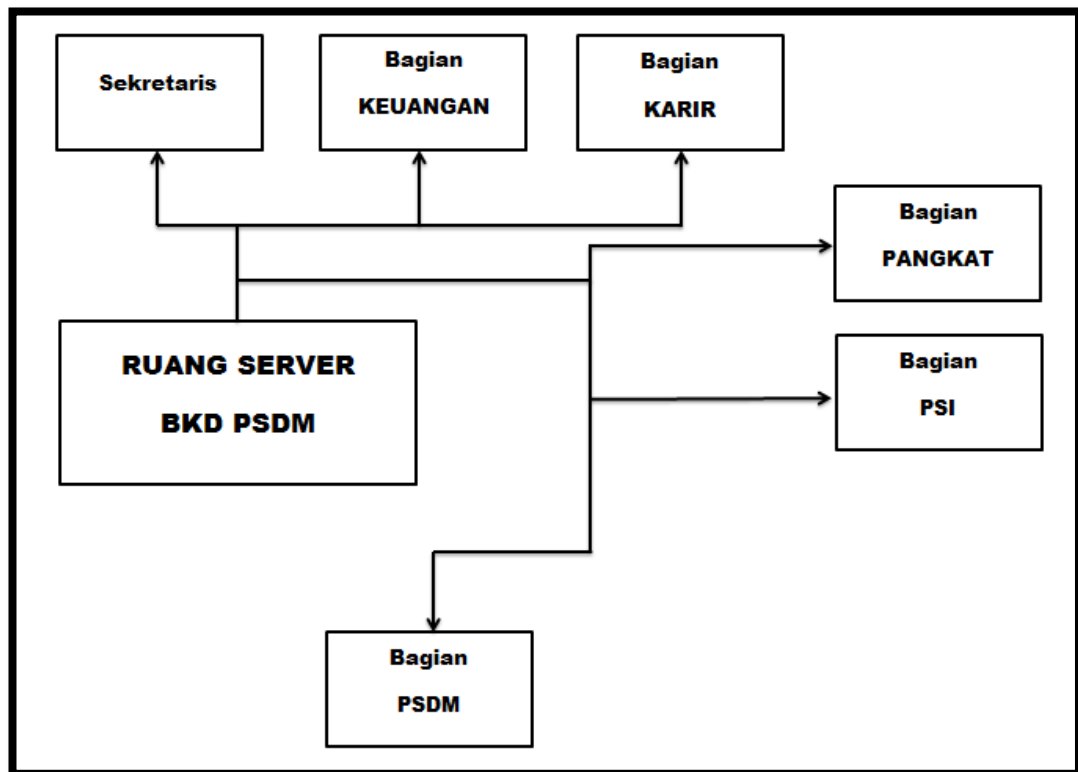 Sekretaris
Bagian
KEUANGAN
Bagian
KARIR
Bagian
PANGKAT
RUANG SERVER
BKD PSDM
Bagian
PSI
Bagian
PSDM